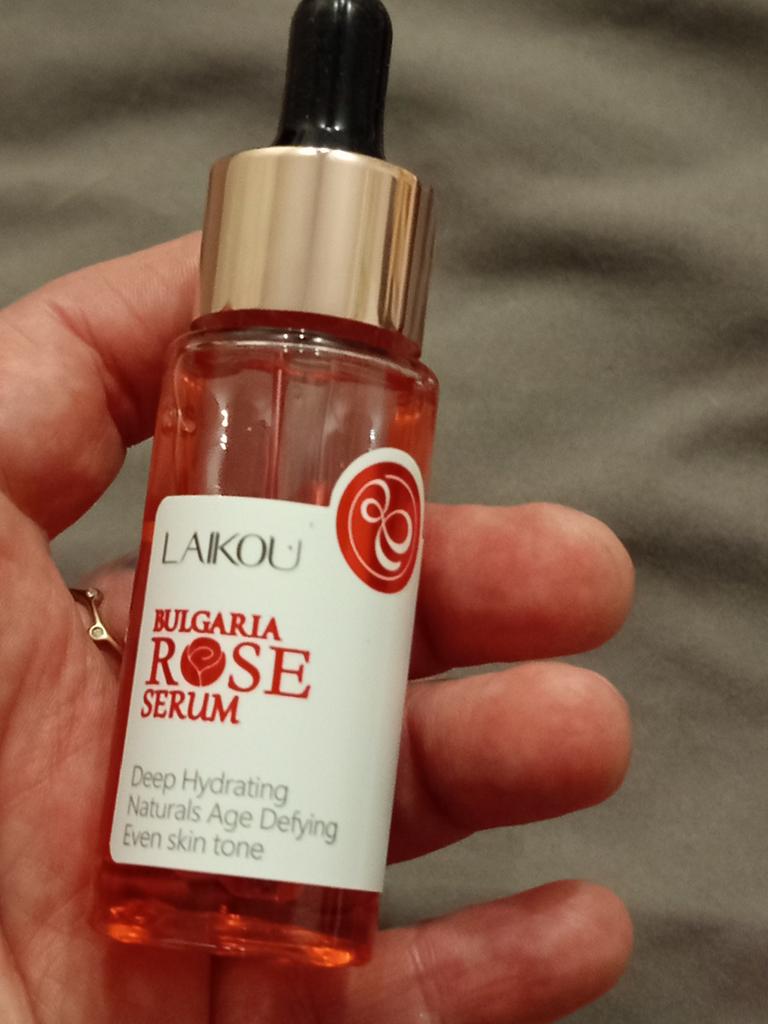 LAIKOU
BULGARIA
ROSE
SERUM
Deep Hydrating
Naturals Age Defying
Even skin tone